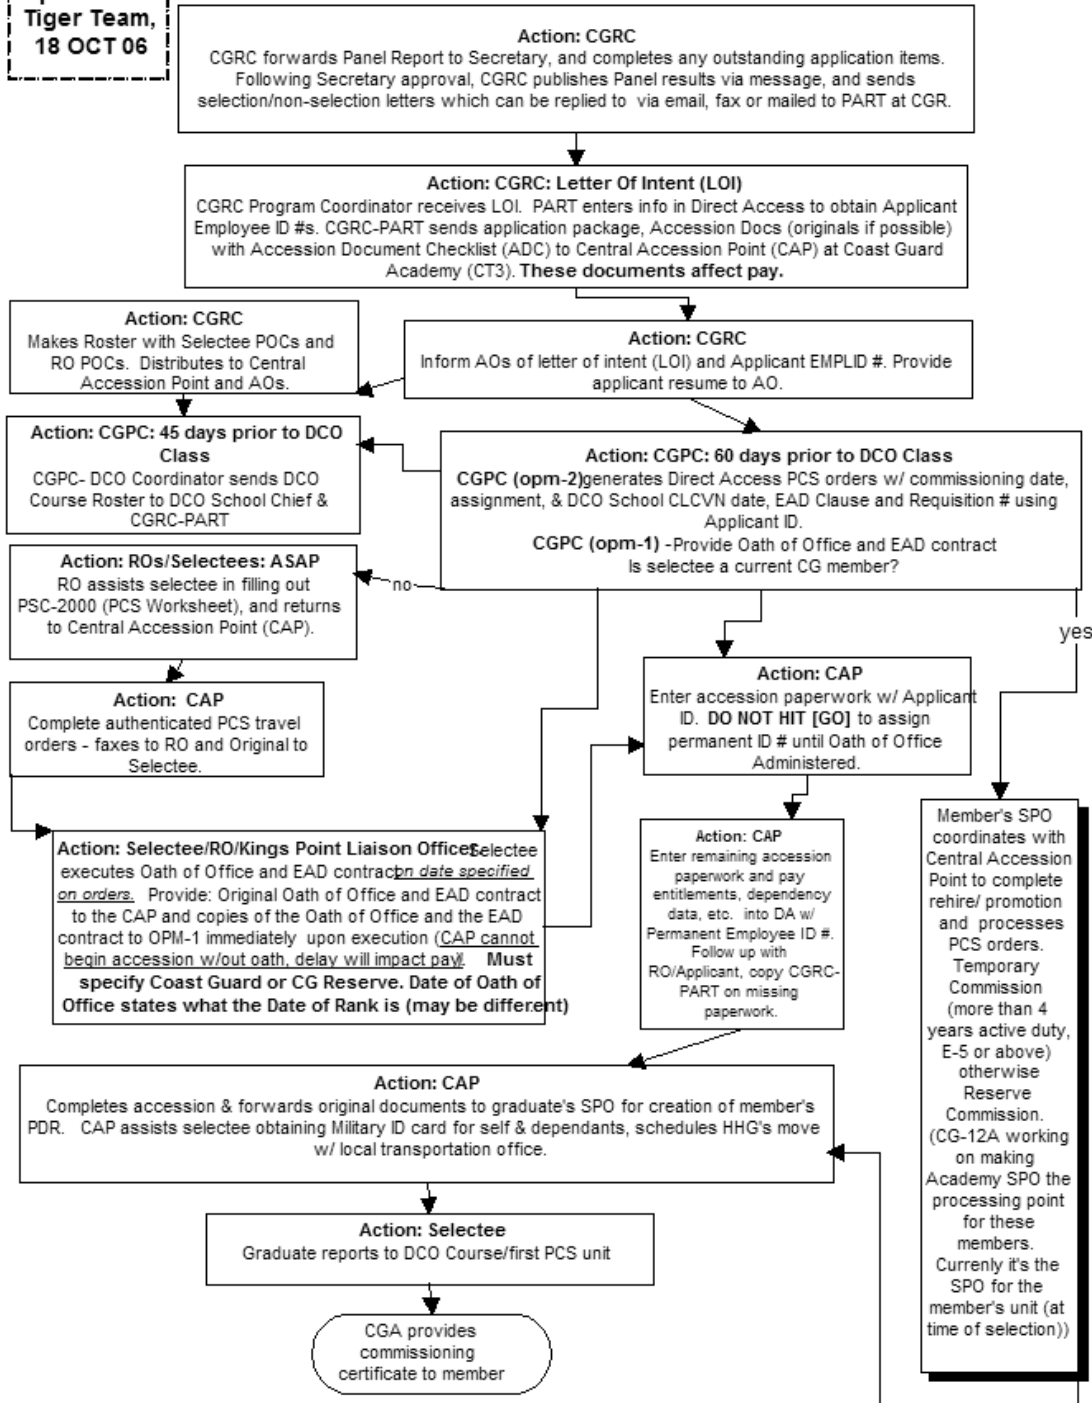 Tiger Team,
18 OCT 06
Action: CGRC
CGRC forwards Panel Report to Secretary, and completes any outstanding application items.
Following Secretary approval, CGRC publishes Panel results via message, and sends
selection/non-selection letters which can be replied to via email, fax or mailed to PART at CGR.
Action: CGRC: Letter Of Intent (LOI)
CGRC Program Coordinator receives LOI. PART enters info in Direct Access to obtain Applicant
Employee ID #s. CGRC-PART sends application package, Accession Docs (originals if possible)
with Accession Document Checklist (ADC) to Central Accession Point (CAP) at Coast Guard
Academy (CT3). These documents affect pay.
Action: CGRC
Makes Roster with Selectee POCs and
RO POCs. Distributes to Central
Accession Point and AOs.
Action: CGRC
Inform AOs of letter of intent (LOI) and Applicant EMPLID #. Provide
applicant resume to AO.
Action: CGPC: 45 days prior to DCO
Class
CGPC- DCO Coordinator sends DCO
Course Roster to DCO School Chief &
CGRC-PART
Action: CGPC: 60 days prior to DCO Class
CGPC (opm-2)generates Direct Access PCS orders w/ commissioning date,
assignment, & DCO School CLCVN date, EAD Clause and Requisition # using
Applicant ID.
CGPC (opm-1) -Provide Oath of Office and EAD contract
Is selectee a current CG member?
Action: ROs/Selectees: ASAP
RO assists selectee in filling out
PSC-2000 (PCS Worksheet), and returns
to Central Accession Point (CAP).
no
yes
Action: CAP
Complete authenticated PCS travel
orders - faxes to RO and Original to
Selectee.
Action: CAP
Enter accession paperwork w/ Applicant
ID. DO NOT HIT [GO] to assign
permanent ID # until Oath of Office
Administered.
Action: Selectee/RO/Kings Point Liaison Officer Selectee
executes Oath of Office and EAD contract on date specified
on orders. Provide: Original Oath of Office and EAD contract
to the CAP and copies of the Oath of Office and the EAD
contract to OPM-1 immediately upon execution (CAP cannot
begin accession w/out oath, delay will impact pay). Must
specify Coast Guard or CG Reserve. Date of Oath of
Office states what the Date of Rank is (may be different)
Action: CAP
Enter remaining accession
paperwork and pay
entitlements, dependency
data, etc. into DA w/
Permanent Employee ID #.
Follow up with
RO/Applicant, copy CGRC-
PART on missing
paperwork.
Member's SPO
coordinates with
Central Accession
Point to complete
rehire/ promotion
and processes
PCS orders.
Temporary
Commission
(more than 4
years active duty,
E-5 or above)
otherwise
Reserve
Commission.
(CG-12A working
on making
Academy SPO the
processing point
for these
members.
Currently it's the
SPO for the
member's unit (at
time of selection))
Action: CAP
Completes accession & forwards original documents to graduate's SPO for creation of member's
PDR. CAP assists selectee obtaining Military ID card for self & dependants, schedules HHG's move
w/ local transportation office.
Action: Selectee
Graduate reports to DCO Course/first PCS unit
CGA provides
commissioning
certificate to member